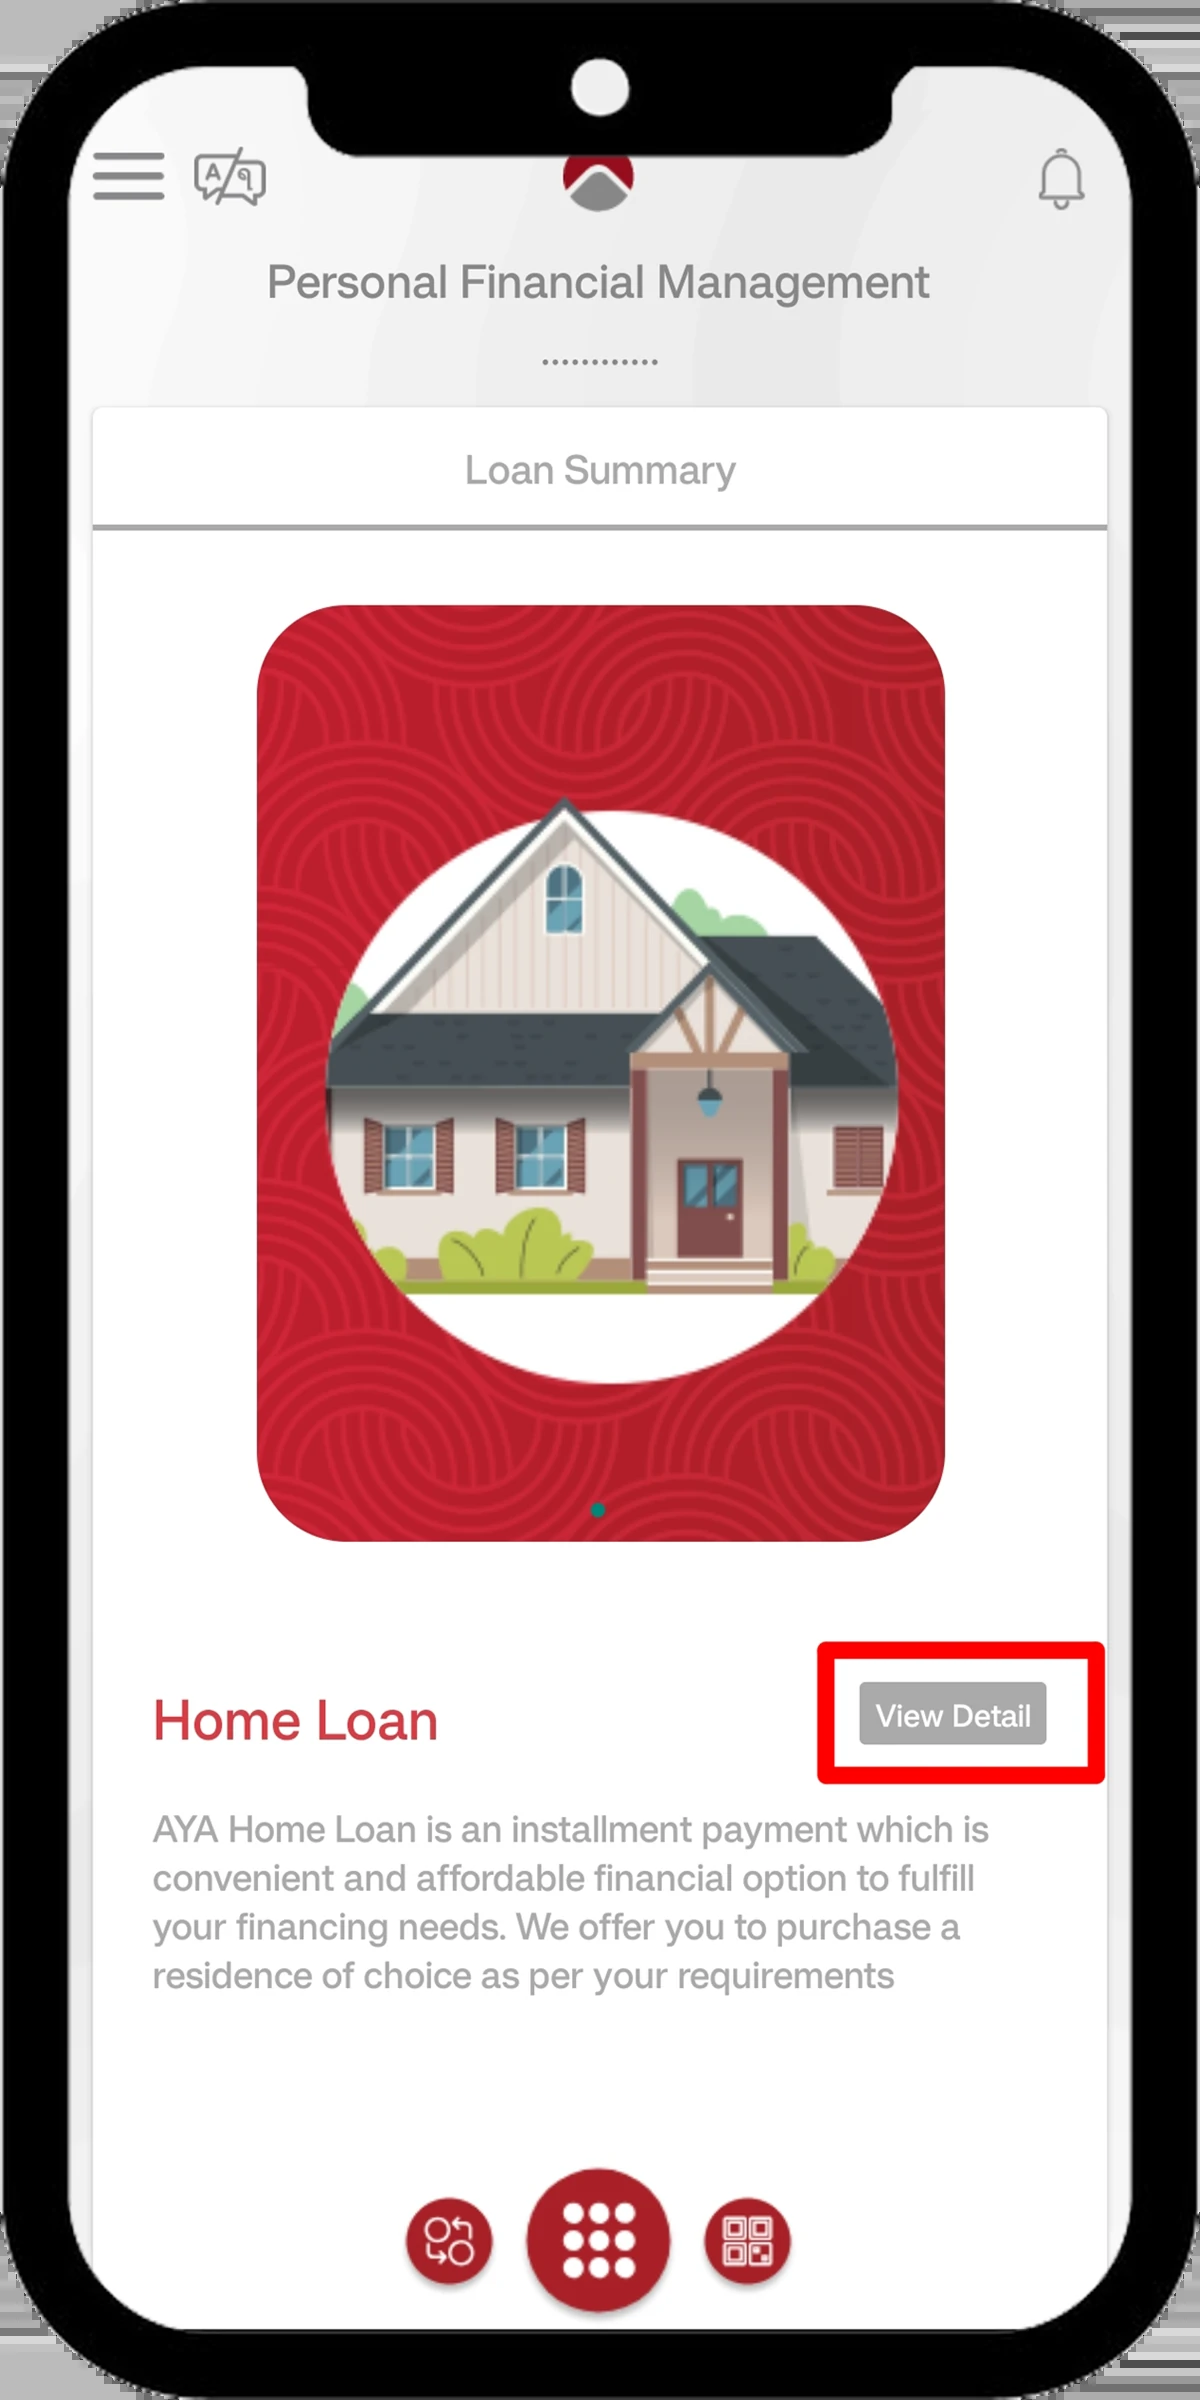 Personal Financial Management
Loan Summary
Home Loan
View Detail
AYA Home Loan is an installment payment which is
convenient and affordable financial option to fulfill
your financing needs. We offer you to purchase a
residence of choice as per your requirements